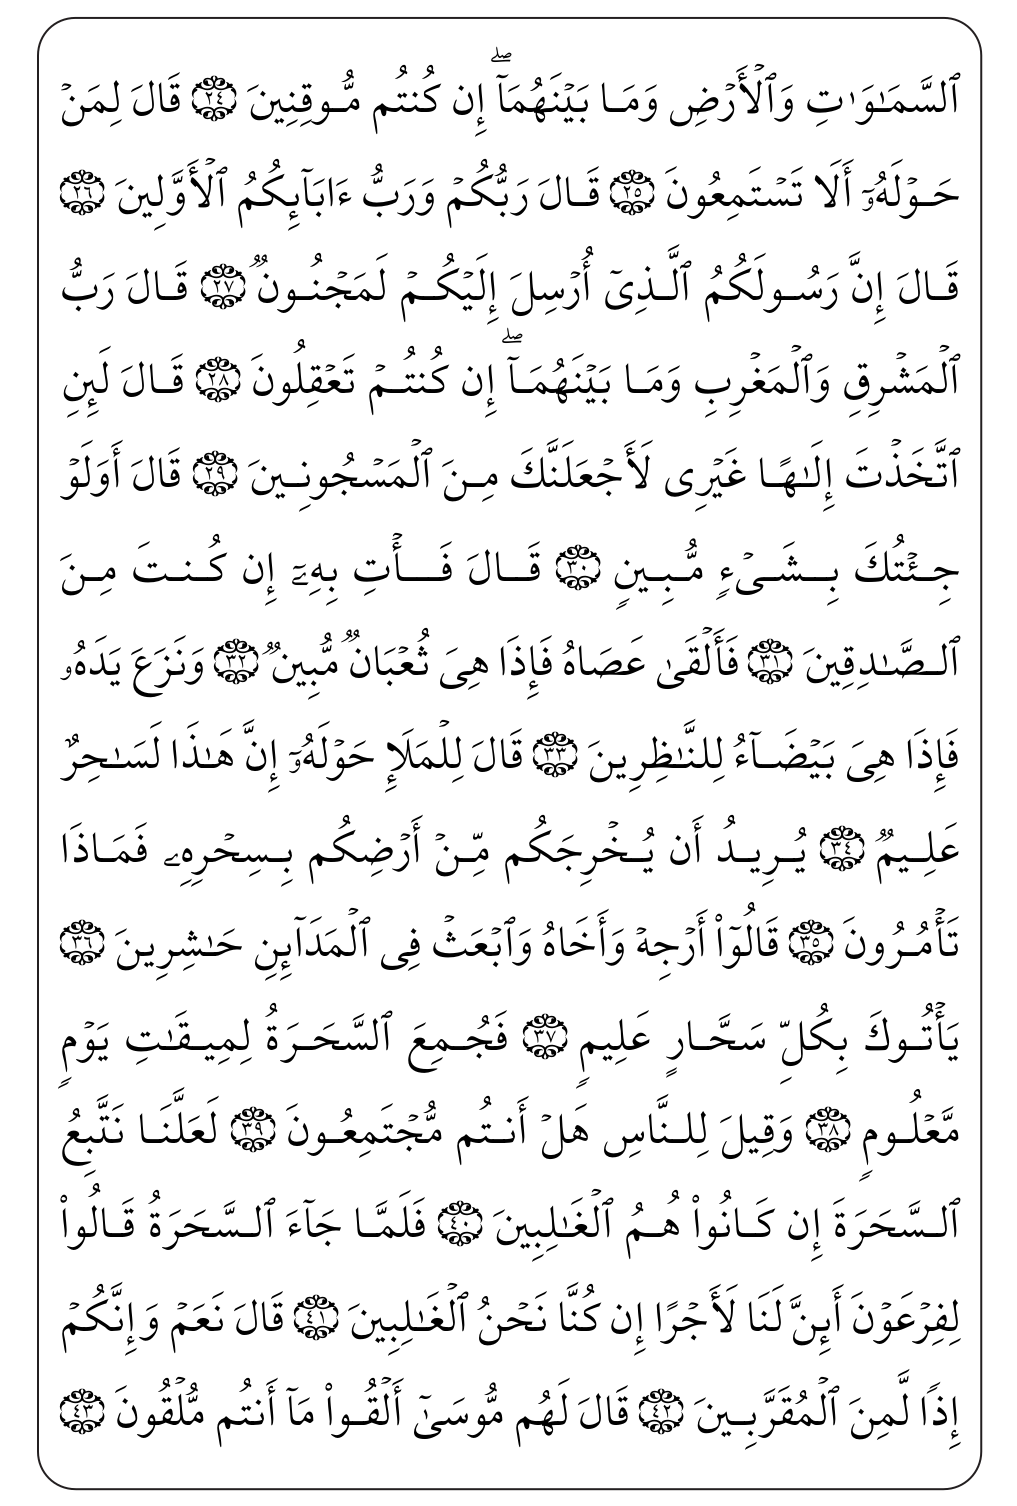 ٱلسَّمَٰوَٰتِ وَٱلۡأَرۡضِ وَمَا بَيۡنَهُمَآۖ إِن كُنتُم مُّوقِنِينَ ٢٤ قَالَ لِمَنۡ
حَوۡلَهُۥٓ أَلَا تَسۡتَمِعُونَ ٢٥ قَالَ رَبُّكُمۡ وَرَبُّ ءَابَآئِكُمُ ٱلۡأَوَّلِينَ ٢٦
قَالَ إِنَّ رَسُولَكُمُ ٱلَّذِيٓ أُرۡسِلَ إِلَيۡكُمۡ لَمَجۡنُونٞ ٢٧ قَالَ رَبُّ
ٱلۡمَشۡرِقِ وَٱلۡمَغۡرِبِ وَمَا بَيۡنَهُمَآۖ إِن كُنتُمۡ تَعۡقِلُونَ ٢٨ قَالَ لَئِنِ
ٱتَّخَذۡتَ إِلَٰهًا غَيۡرِي لَأَجۡعَلَنَّكَ مِنَ ٱلۡمَسۡجُونِينَ ٢٩ قَالَ أَوَلَوۡ
جِئۡتُكَ بِشَيۡءٖ مُّبِينٖ ٣٠ قَالَ فَأۡتِ بِهِۦٓ إِن كُنتَ مِنَ
ٱلصَّٰدِقِينَ ٣١ فَأَلۡقَىٰ عَصَاهُ فَإِذَا هِيَ ثُعۡبَانٞ مُّبِينٞ ٣٢ وَنَزَعَ يَدَهُۥ
فَإِذَا هِيَ بَيۡضَآءُ لِلنَّٰظِرِينَ ٣٣ قَالَ لِلۡمَلَإِ حَوۡلَهُۥٓ إِنَّ هَٰذَا لَسَٰحِرٌ
عَلِيمٞ ٣٤ يُرِيدُ أَن يُخۡرِجَكُم مِّنۡ أَرۡضِكُم بِسِحۡرِهِۦ فَمَاذَا
تَأۡمُرُونَ ٣٥ قَالُوٓاْ أَرۡجِهۡ وَأَخَاهُ وَٱبۡعَثۡ فِي ٱلۡمَدَآئِنِ حَٰشِرِينَ ٣٦
يَأۡتُوكَ بِكُلِّ سَحَّارٍ عَلِيمٖ ٣٧ فَجُمِعَ ٱلسَّحَرَةُ لِمِيقَٰتِ يَوۡمٖ
مَّعۡلُومٖ ٣٨ وَقِيلَ لِلنَّاسِ هَلۡ أَنتُم مُّجۡتَمِعُونَ ٣٩ لَعَلَّنَا نَتَّبِعُ
ٱلسَّحَرَةَ إِن كَانُواْ هُمُ ٱلۡغَٰلِبِينَ ٤٠ فَلَمَّا جَآءَ ٱلسَّحَرَةُ قَالُواْ
لِفِرۡعَوۡنَ أَئِنَّ لَنَا لَأَجۡرًا إِن كُنَّا نَحۡنُ ٱلۡغَٰلِبِينَ ٤١ قَالَ نَعَمۡ وَإِنَّكُمۡ
إِذٗا لَّمِنَ ٱلۡمُقَرَّبِينَ ٤٢ قَالَ لَهُم مُّوسَىٰٓ أَلۡقُواْ مَآ أَنتُم مُّلۡقُونَ ٤٣